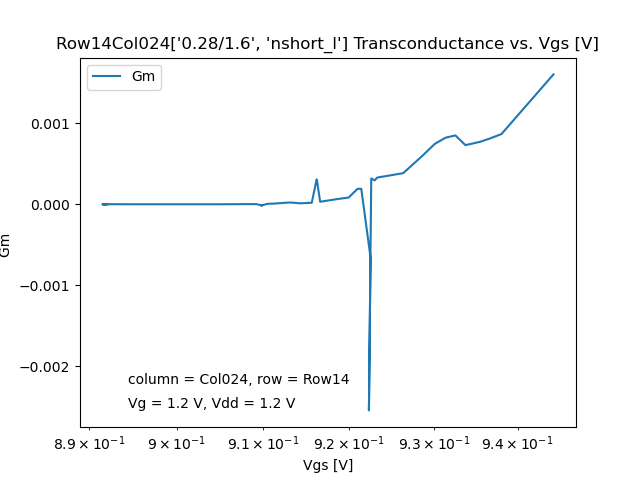 Row14Col024['0.28/1.6', 'nshort_l'] Transconductance vs. Vgs [V]
Gm
0.001
0.000
−0.001
−0.002
Gm
column = Col024, row = Row14
Vg = 1.2 V, Vdd = 1.2 V
8.9 × 10⁻¹ 9 × 10⁻¹ 9.1 × 10⁻¹ 9.2 × 10⁻¹ 9.3 × 10⁻¹ 9.4 × 10⁻¹
Vgs [V]